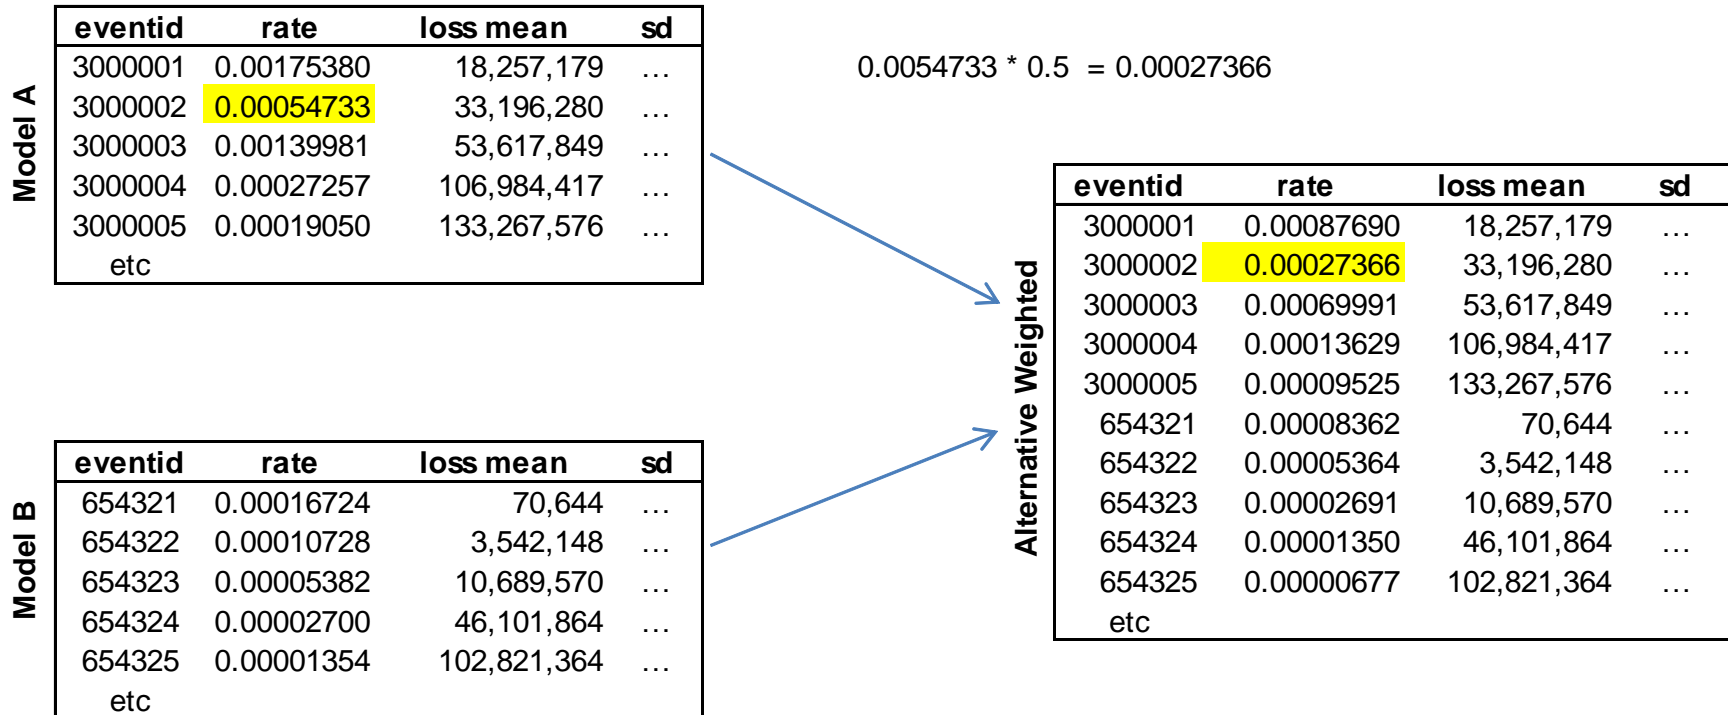 Model A
eventid rate loss mean sd
3000001 0.00175380 18,257,179 ...
3000002 0.00054733 33,196,280 ...
3000003 0.00139981 53,617,849 ...
3000004 0.00027257 106,984,417 ...
3000005 0.00019050 133,267,576 ...
etc
0.0054733 * 0.5 = 0.00027366
Model B
eventid rate loss mean sd
654321 0.00016724 70,644 ...
654322 0.00010728 3,542,148 ...
654323 0.00005382 10,689,570 ...
654324 0.00002700 46,101,864 ...
654325 0.00001354 102,821,364 ...
etc
Alternative Weighted
eventid rate loss mean sd
3000001 0.00087690 18,257,179 ...
3000002 0.00027366 33,196,280 ...
3000003 0.00069991 53,617,849 ...
3000004 0.00013629 106,984,417 ...
3000005 0.00009525 133,267,576 ...
654321 0.00008362 70,644 ...
654322 0.00005364 3,542,148 ...
654323 0.00002691 10,689,570 ...
654324 0.00001350 46,101,864 ...
654325 0.00000677 102,821,364 ...
etc